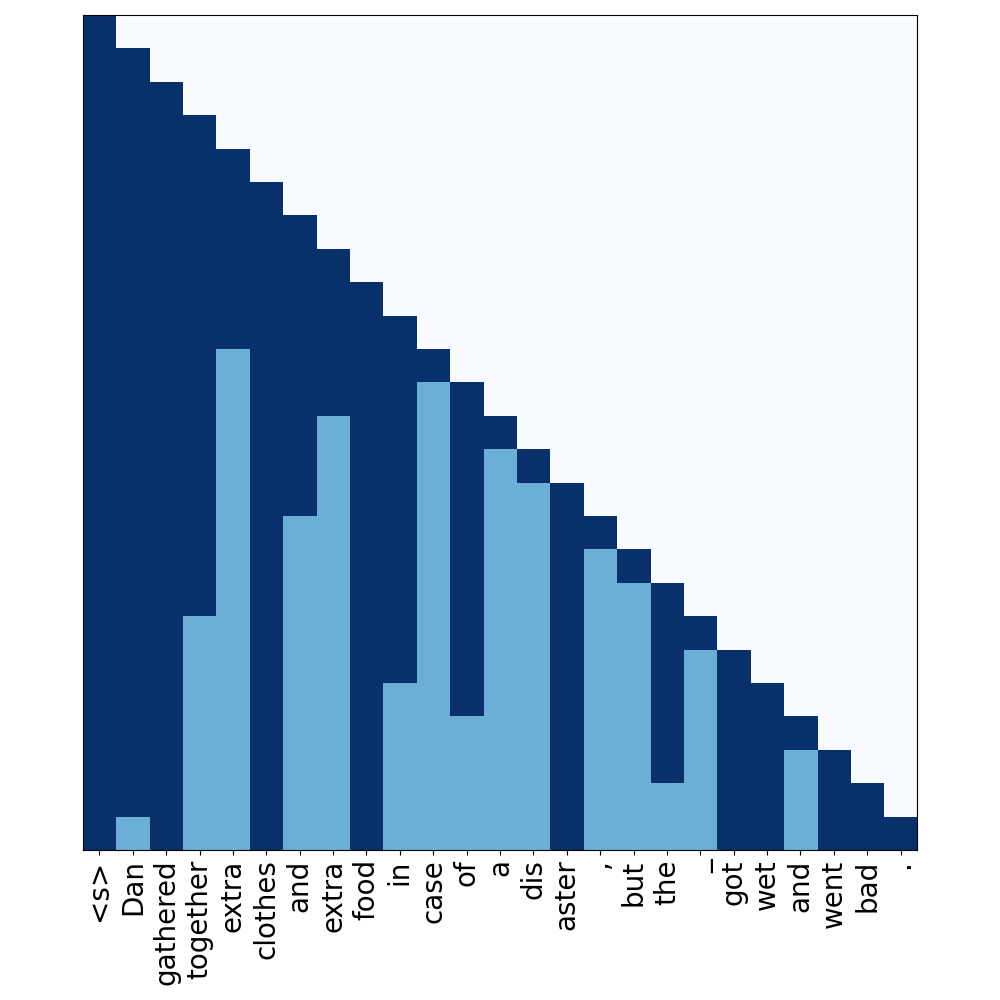 <s>
Dan
gathered
together
extra
clothes
and
extra
food
in
case
of
a
dis
aster
,
but
the
_
got
wet
and
went
bad
.